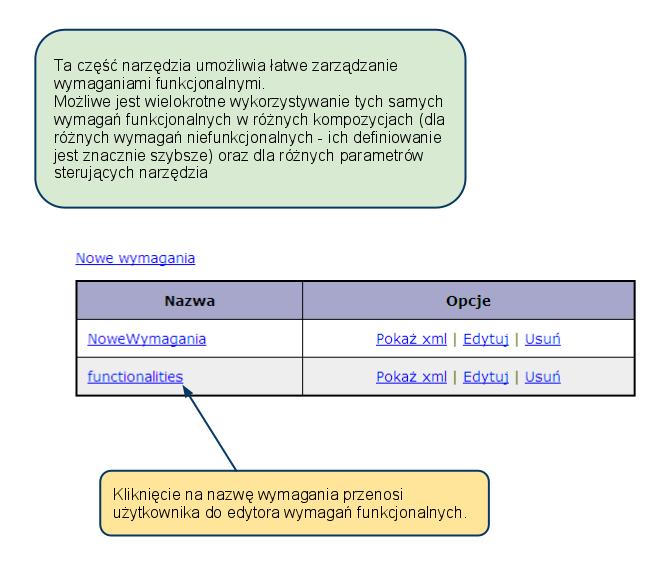 Ta część narzędzia umożliwia łatwe zarządzanie
wymaganiami funkcjonalnymi.
Możliwe jest wielokrotne wykorzystywanie tych samych
wymagań funkcjonalnych w różnych kompozycjach (dla
różnych wymagań niefunkcjonalnych - ich definiowanie
jest znacznie szybsze) oraz dla różnych parametrów
sterujących narzędzia
Nowe wymagania
Nazwa Opcje
NoweWymagania Pokaż xml | Edytuj | Usuń
functionalities Pokaż xml | Edytuj | Usuń
Kliknięcie na nazwę wymagania przenosi
użytkownika do edytora wymagań funkcjonalnych.